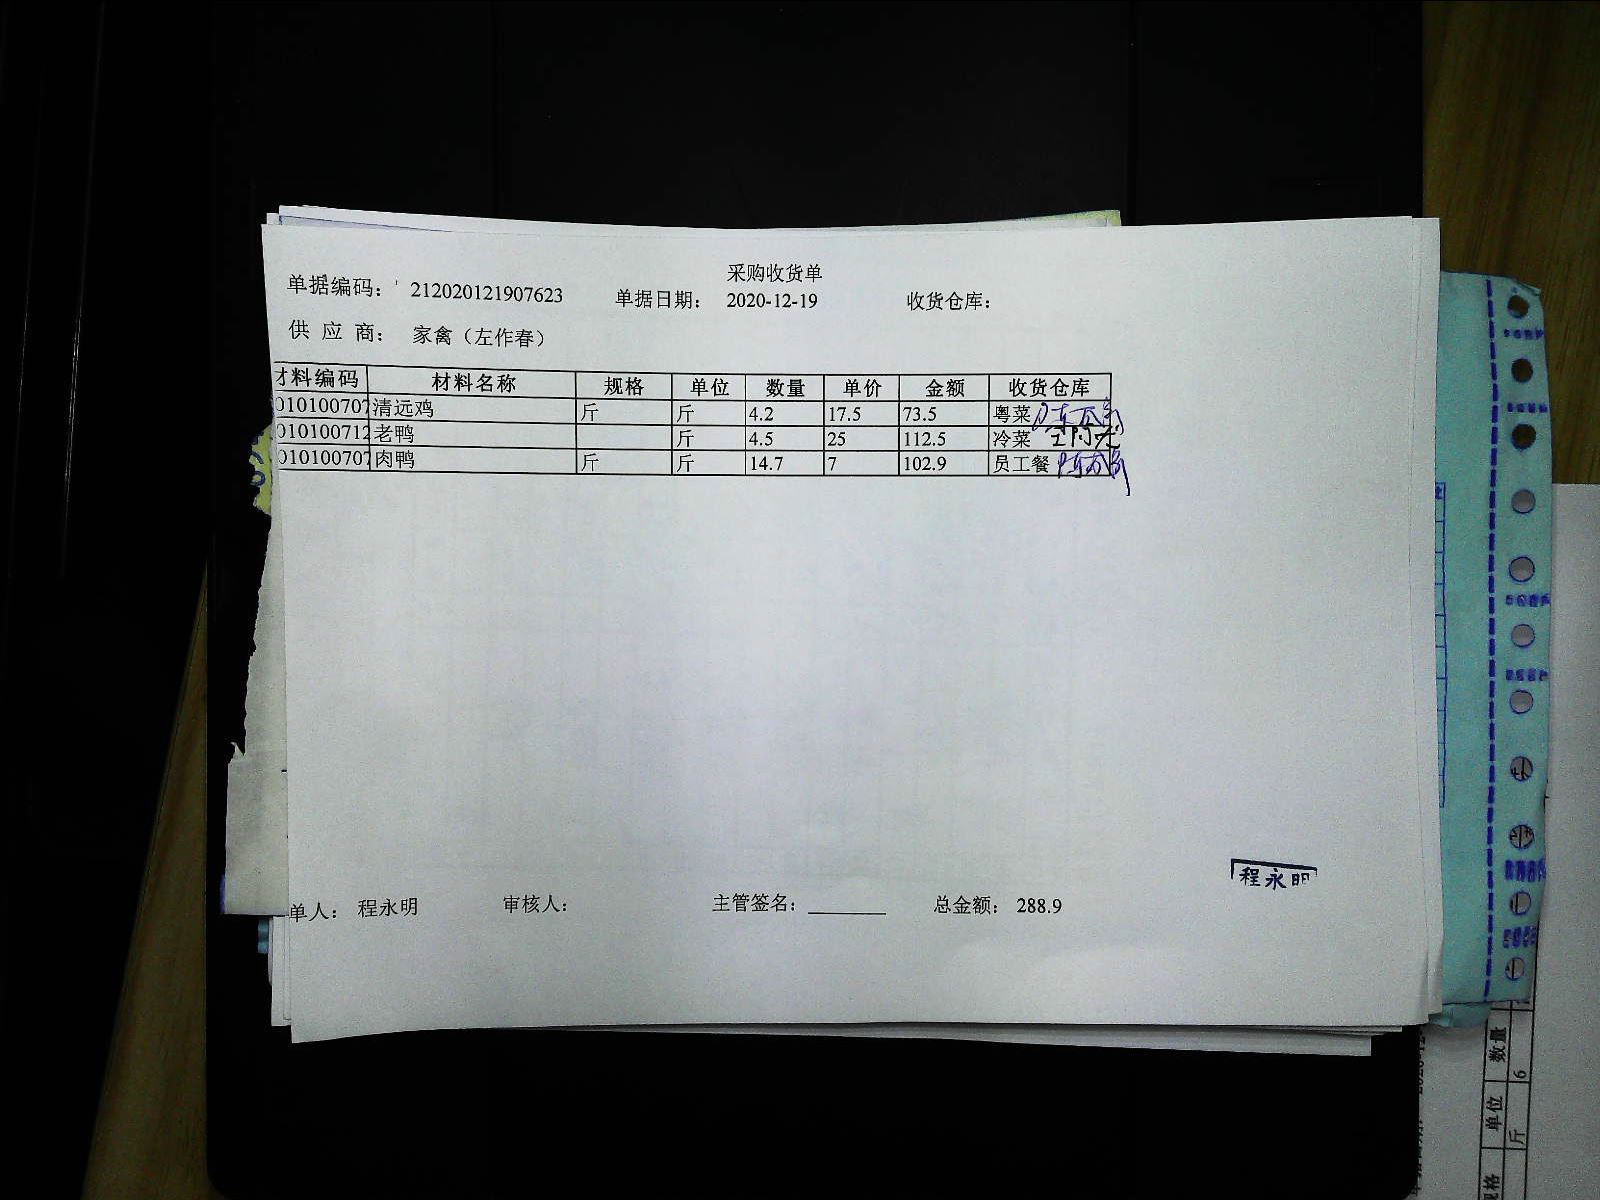 采购收货单
单据编码： 212020121907623 单据日期： 2020-12-19 收货仓库：
供 应 商： 家禽（左作春）
材料编码 材料名称 规格 单位 数量 单价 金额 收货仓库
010100707 清远鸡 斤 斤 4.2 17.5 73.5 粤菜
010100712 老鸭 斤 4.5 25 112.5 冷菜
010100707 肉鸭 斤 斤 14.7 7 102.9 员工餐
程永明
单人： 程永明 审核人： 主管签名： 总金额： 288.9
数量
单位
6
斤